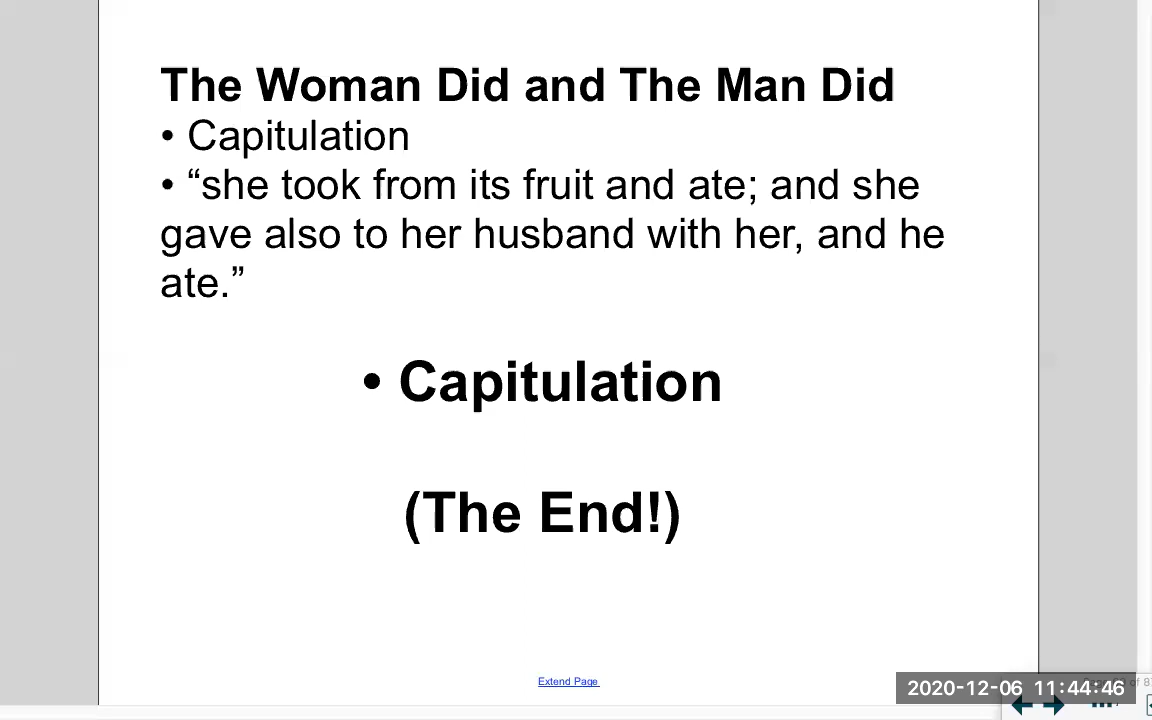 The Woman Did and The Man Did
• Capitulation
• “she took from its fruit and ate; and she
gave also to her husband with her, and he
ate.”
• Capitulation
(The End!)
Extend Page
2020-12-06 11:44:46